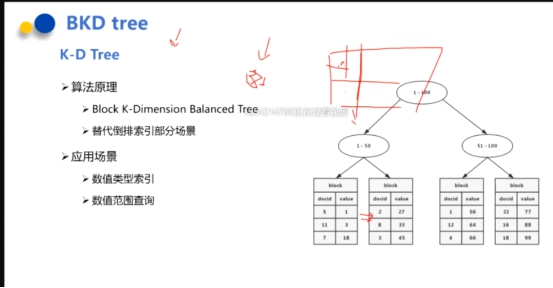 BKD tree
K-D Tree
算法原理
Block K-Dimension Balanced Tree
替代倒排索引部分场景
应用场景
数值类型索引
数值范围查询
1 - 100
1 - 50
51 - 100
block
docid value
5 1
11 3
7 18
block
docid value
2 27
8 33
3 45
block
docid value
1 56
12 64
4 66
block
docid value
22 77
16 88
18 99